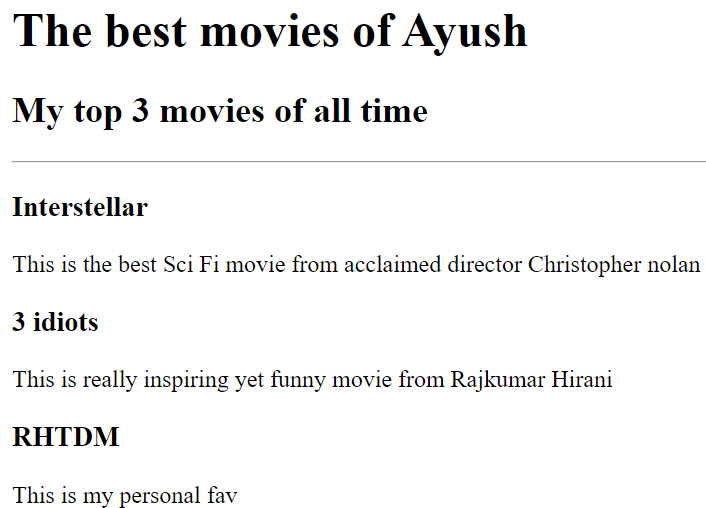 The best movies of Ayush
My top 3 movies of all time
Interstellar
This is the best Sci Fi movie from acclaimed director Christopher nolan
3 idiots
This is really inspiring yet funny movie from Rajkumar Hirani
RHTDM
This is my personal fav